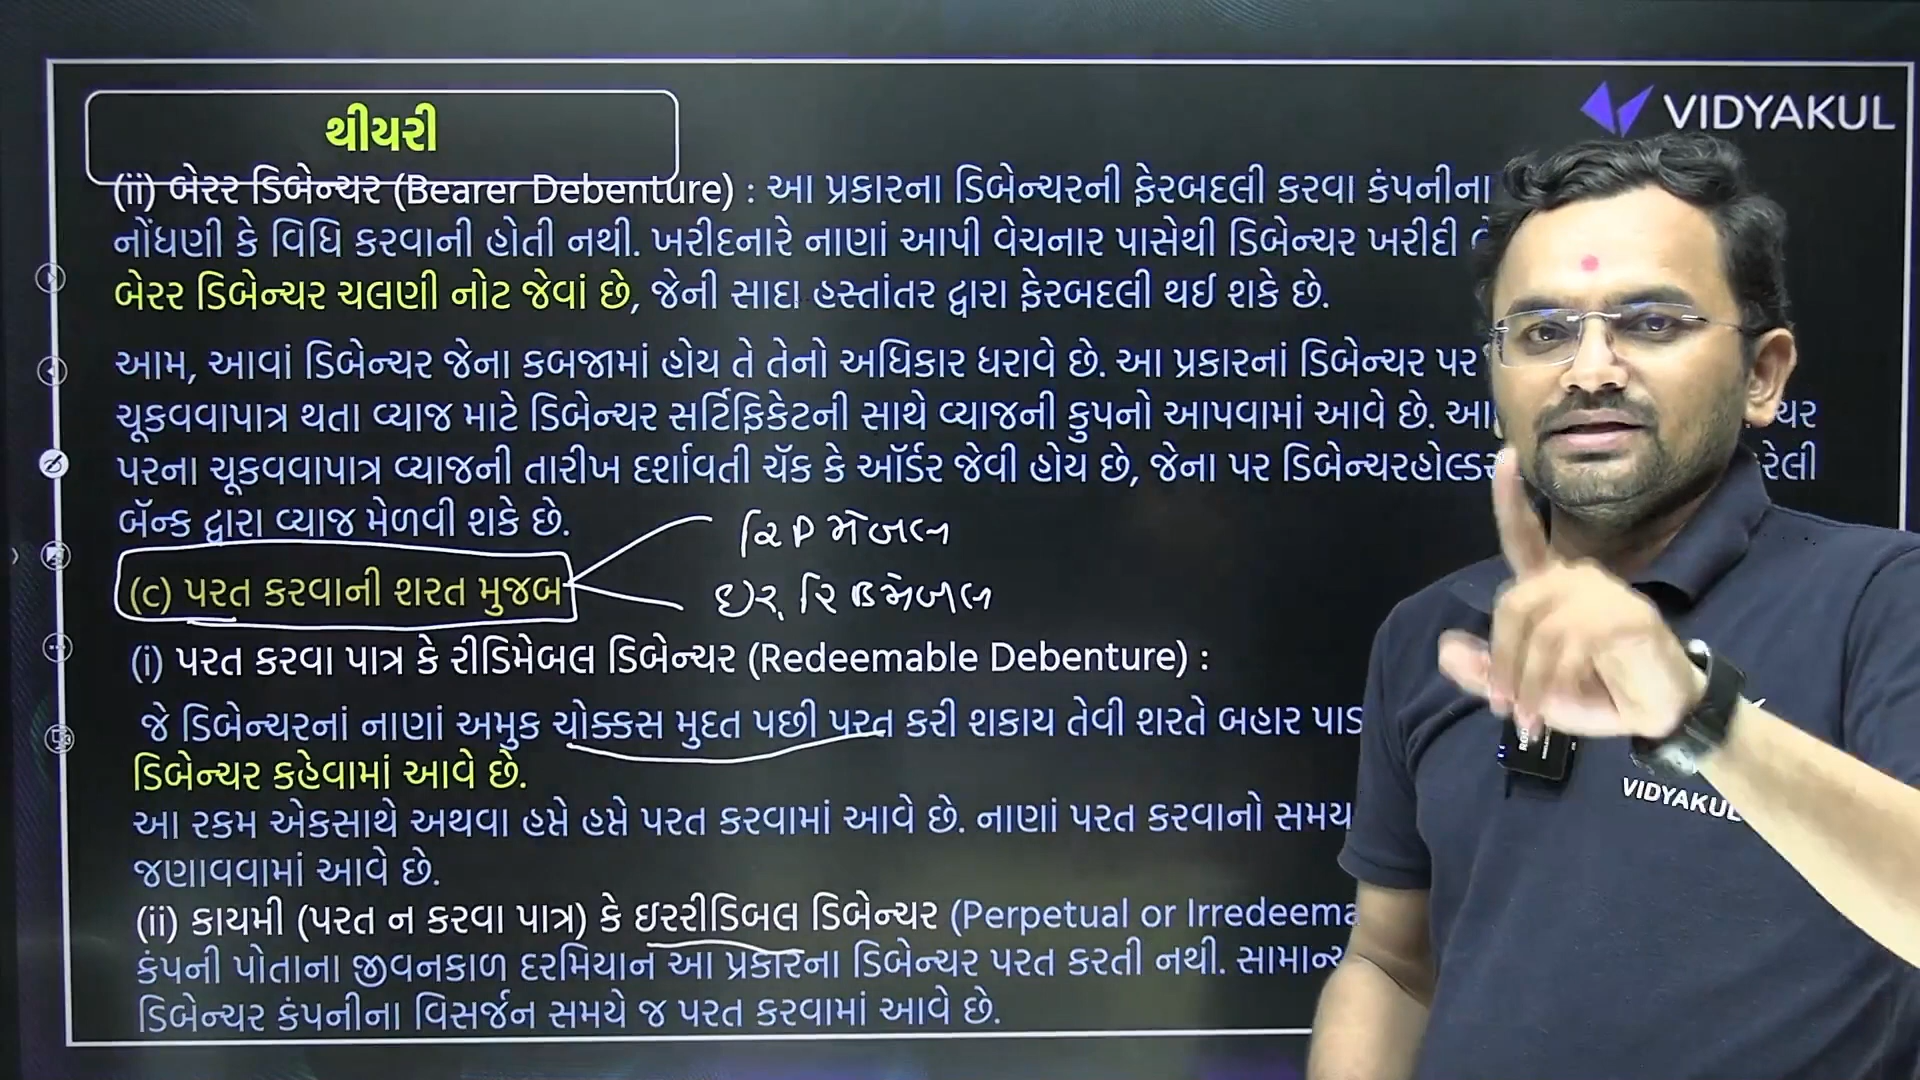 થીયરી
VIDYAKUL
(ii) બેરર ડિબેન્ચર (Bearer Debenture) : આ પ્રકારના ડિબેન્ચરની ફેરબદલી કરવા કંપનીના
નોંધણી કે વિધિ કરવાની હોતી નથી. ખરીદનારે નાણાં આપી વેચનાર પાસેથી ડિબેન્ચર ખરીદી
બેરર ડિબેન્ચર ચલણી નોટ જેવાં છે, જેની સાદા હસ્તાંતર દ્વારા ફેરબદલી થઈ શકે છે.
આમ, આવાં ડિબેન્ચર જેના કબજામાં હોય તે તેનો અધિકાર ધરાવે છે. આ પ્રકારનાં ડિબેન્ચર પર
ચૂકવવાપાત્ર થતા વ્યાજ માટે ડિબેન્ચર સર્ટિફિકેટની સાથે વ્યાજની કુપનો આપવામાં આવે છે. આ
પરના ચૂકવવાપાત્ર વ્યાજની તારીખ દર્શાવતી ચૅક કે ઑર્ડર જેવી હોય છે, જેના પર
બૅન્ક દ્વારા વ્યાજ મેળવી શકે છે.
(c) પરત કરવાની શરત મુજબ
(i) પરત કરવા પાત્ર કે રીડિમેબલ ડિબેન્ચર (Redeemable Debenture) :
જે ડિબેન્ચરનાં નાણાં અમુક ચોક્કસ મુદત પછી પરત કરી શકાય તેવી શરતે બહાર
ડિબેન્ચર કહેવામાં આવે છે.
આ રકમ એકસાથે અથવા હપ્તે હપ્તે પરત કરવામાં આવે છે. નાણાં પરત કરવાનો સમય
જણાવવામાં આવે છે.
(ii) કાયમી (પરત ન કરવા પાત્ર) કે ઇરરીડિબલ ડિબેન્ચર (Perpetual or
કંપની પોતાના જીવનકાળ દરમિયાન આ પ્રકારના ડિબેન્ચર પરત કરતી નથી.
ડિબેન્ચર કંપનીના વિસર્જન સમયે જ પરત કરવામાં આવે છે.
VIDYAKUL